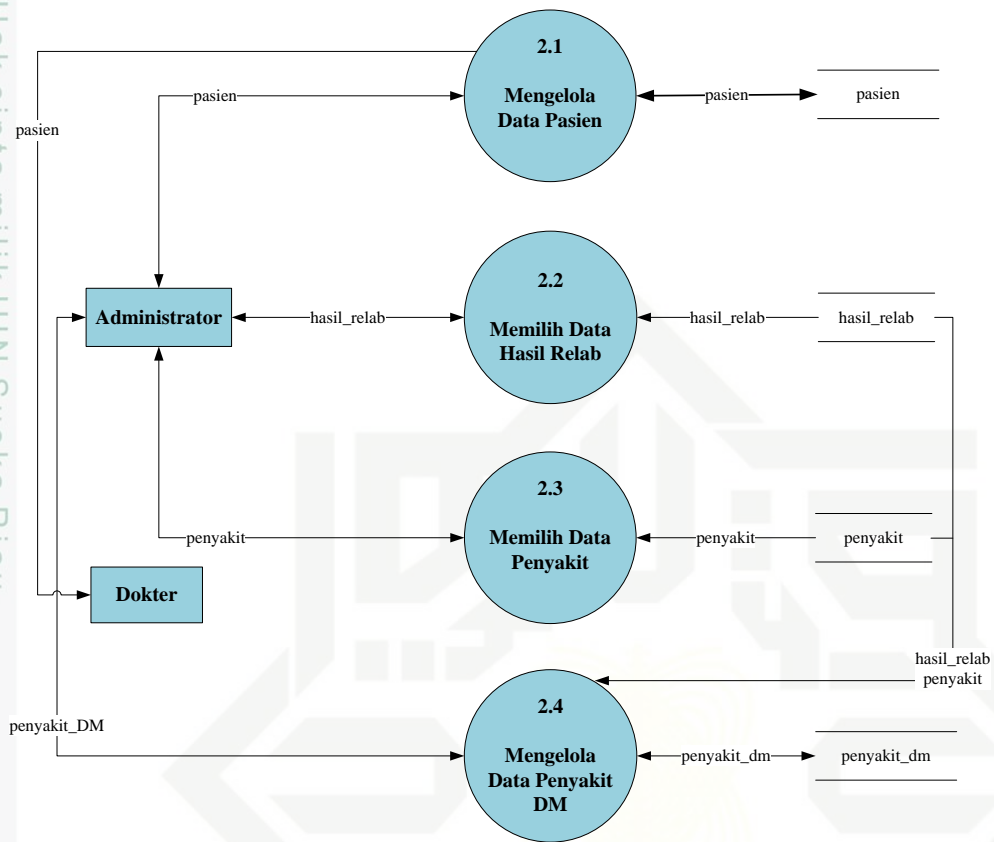 2.1
Mengelola
Data Pasien
pasien
pasien
pasien
pasien
2.2
Memilih Data
Hasil Relab
Administrator
hasil_relab
hasil_relab
hasil_relab
2.3
Memilih Data
Penyakit
penyakit
penyakit
penyakit
Dokter
hasil_relab
penyakit
2.4
Mengelola
Data Penyakit
DM
penyakit_DM
penyakit_dm
penyakit_dm